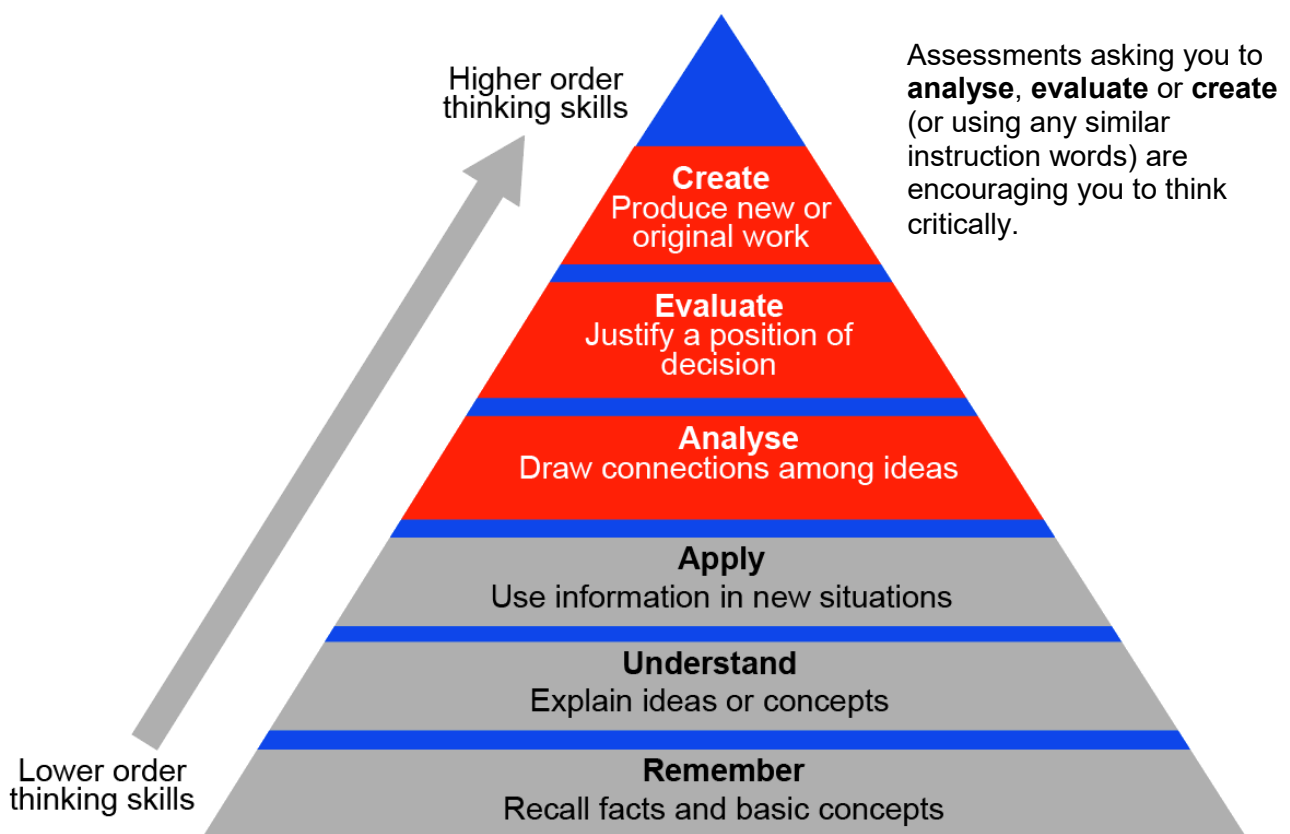 Higher order
thinking skills
Assessments asking you to
analyse, evaluate or create
(or using any similar
instruction words) are
encouraging you to think
critically.
Create
Produce new or
original work
Evaluate
Justify a position of
decision
Analyse
Draw connections among ideas
Apply
Use information in new situations
Understand
Explain ideas or concepts
Remember
Recall facts and basic concepts
Lower order
thinking skills